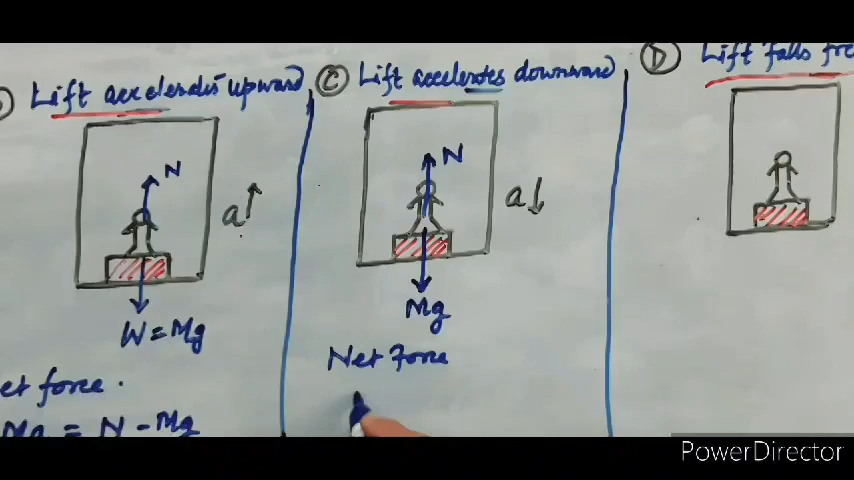 Lift accelerates upward
N
a
W = Mg
et force.
Ma = N - Mg
C Lift accelerates downward
N
a
Mg
Net Force
D Lift falls fre
PowerDirector